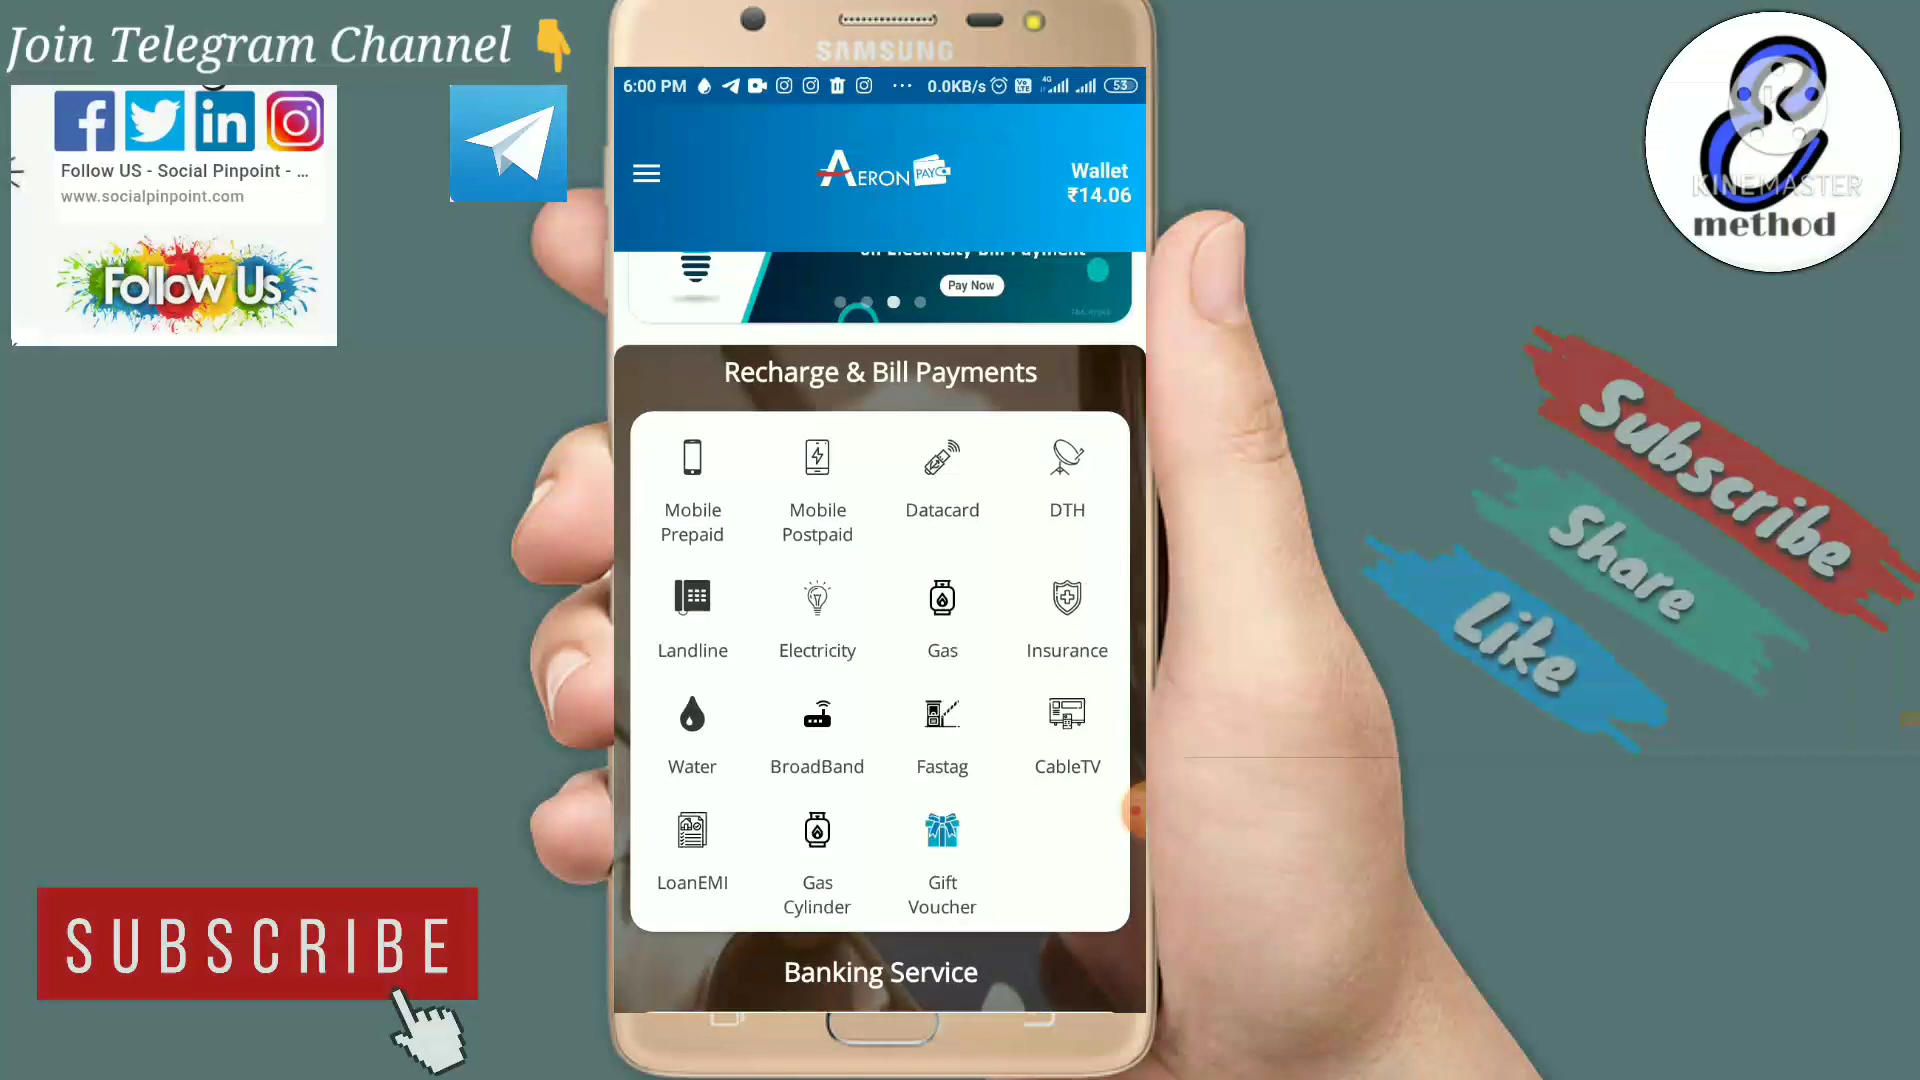 Join Telegram Channel 👇
Follow US - Social Pinpoint - ...
www.socialpinpoint.com
Follow Us
SUBSCRIBE
SAMSUNG
6:00 PM ... 0.0KB/s 4G 53
AERON PAY
Wallet
₹14.06
on Electricity Bill Payment
Pay Now
Recharge & Bill Payments
Mobile Prepaid
Mobile Postpaid
Datacard
DTH
Landline
Electricity
Gas
Insurance
Water
BroadBand
Fastag
CableTV
LoanEMI
Gas Cylinder
Gift Voucher
Banking Service
KINEMASTER
method
Subscribe
Share
Like